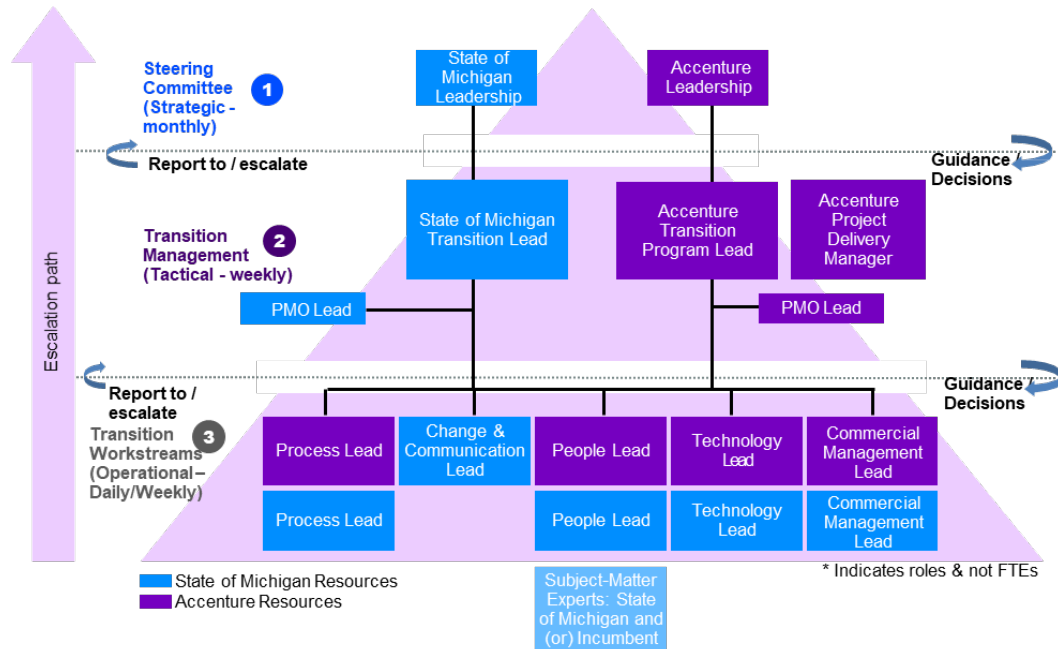 Steering
Committee
(Strategic -
monthly)
1
State of
Michigan
Leadership
Accenture
Leadership
Report to / escalate
Guidance /
Decisions
Transition
Management
(Tactical - weekly)
2
State of Michigan
Transition Lead
Accenture
Transition
Program Lead
Accenture
Project
Delivery
Manager
PMO Lead
PMO Lead
Escalation path
Report to /
escalate
Guidance /
Decisions
Transition
Workstreams
(Operational –
Daily/Weekly)
3
Process Lead
Change &
Communication
Lead
People Lead
Technology
Lead
Commercial
Management
Lead
Process Lead
People Lead
Technology
Lead
Commercial
Management
Lead
State of Michigan Resources
Accenture Resources
Subject-Matter
Experts: State
of Michigan and
(or) Incumbent
* Indicates roles & not FTEs